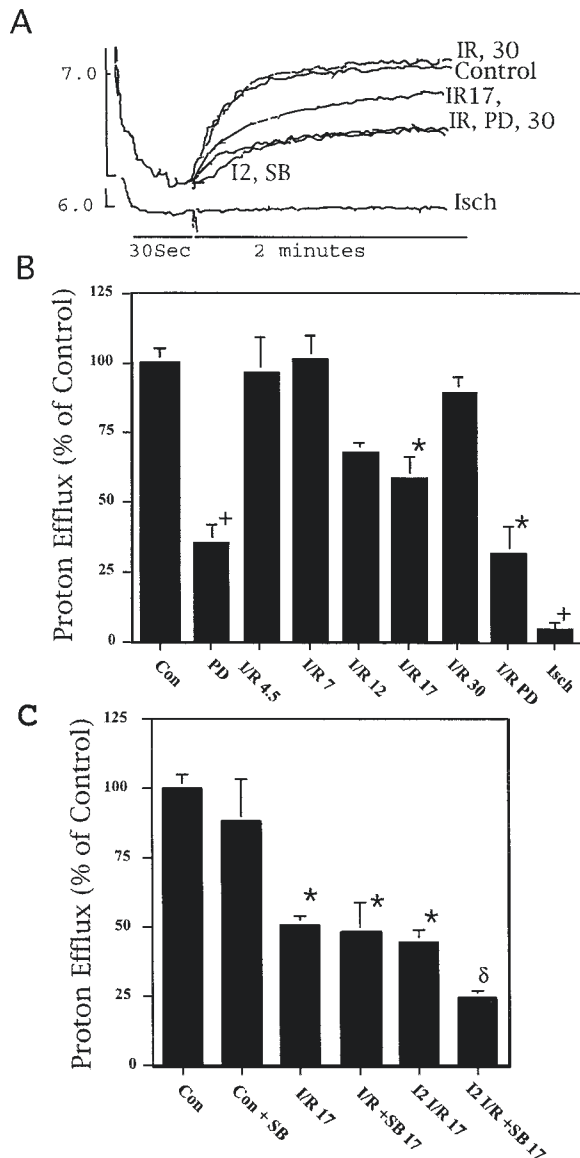 A
7.0
6.0
IR, 30
Control
IR17,
IR, PD, 30
I2, SB
Isch
30Sec 2 minutes
B
Proton Efflux (% of Control)
125
100
75
50
25
0
+
*
*
+
Con
PD
I/R 4.5
I/R 7
I/R 12
I/R 17
I/R 30
I/R PD
Isch
C
Proton Efflux (% of Control)
125
100
75
50
25
0
*
*
*
δ
Con
Con + SB
I/R 17
I/R +SB 17
I2 I/R 17
I2 I/R +SB 17